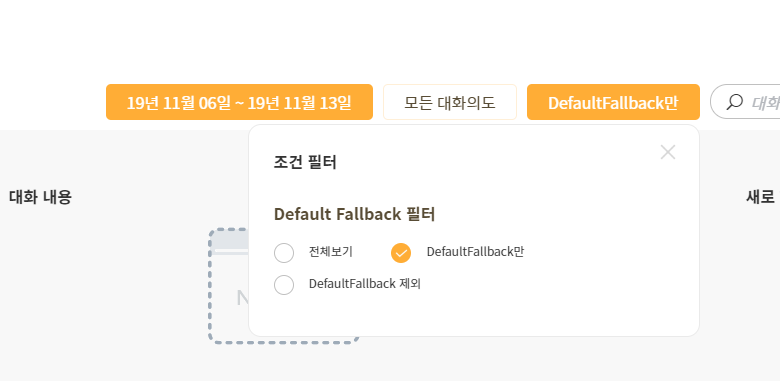 19년 11월 06일 ~ 19년 11월 13일
모든 대화의도
DefaultFallback만
대화
조건 필터
대화 내용
새로
Default Fallback 필터
전체보기
DefaultFallback만
DefaultFallback 제외
N